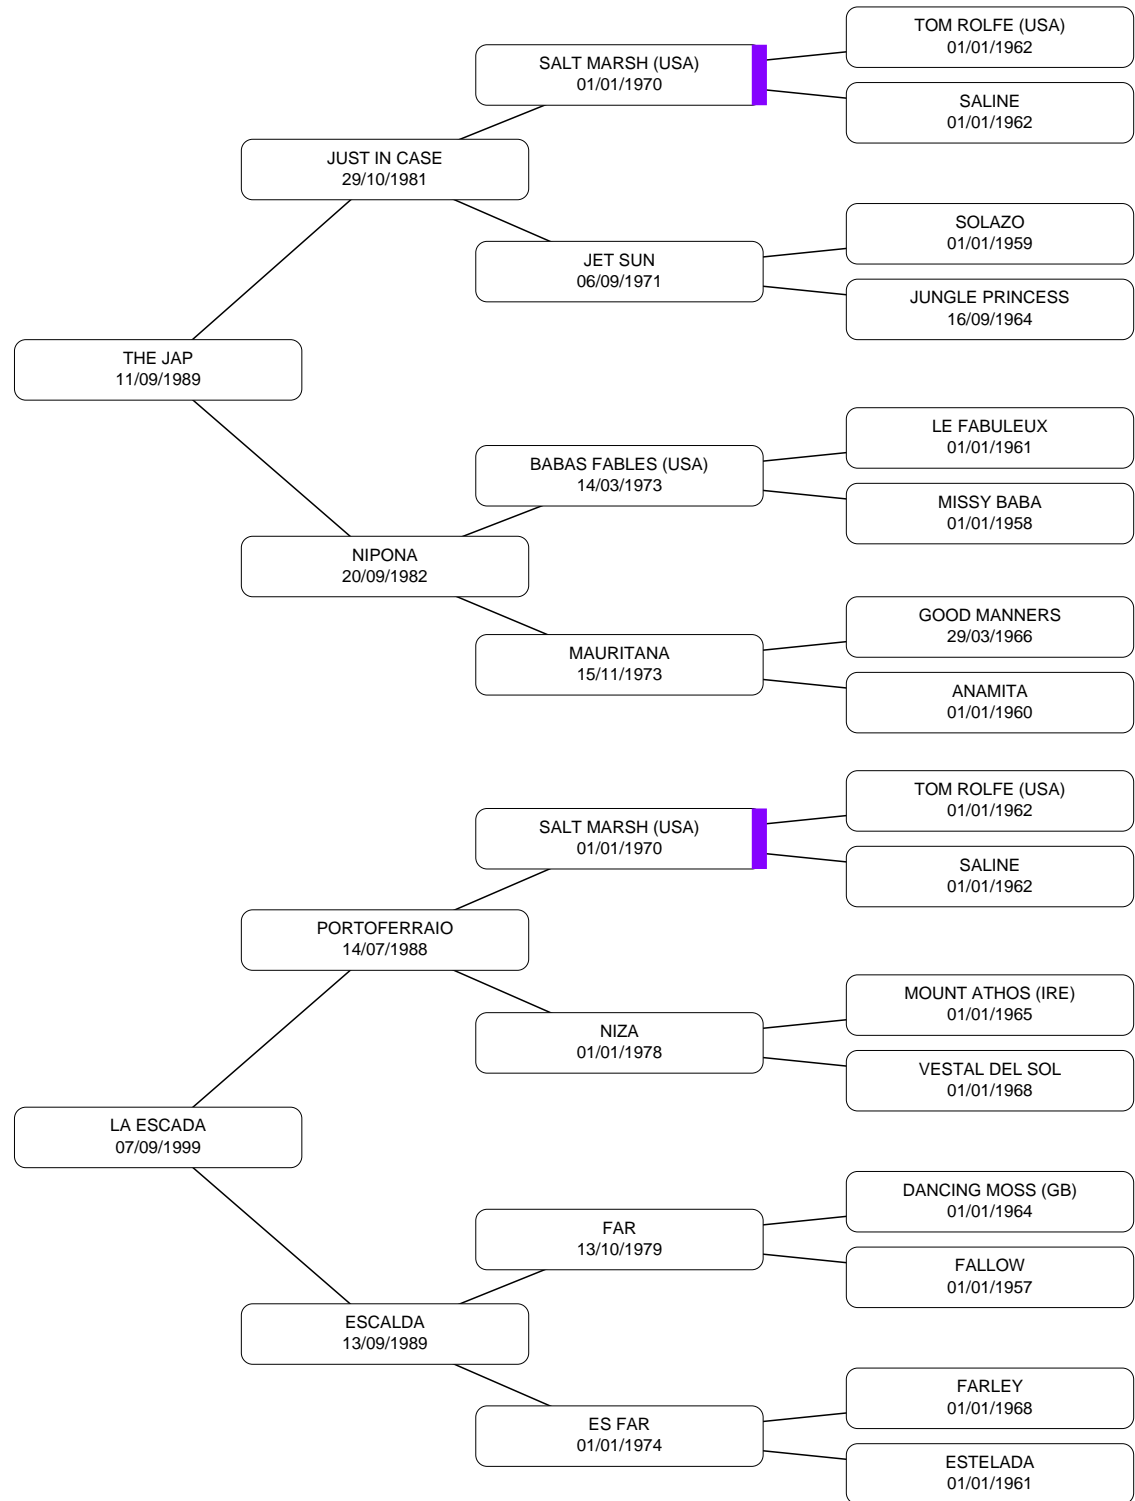 TOM ROLFE (USA)
01/01/1962
SALT MARSH (USA)
01/01/1970
SALINE
01/01/1962
JUST IN CASE
29/10/1981
SOLAZO
01/01/1959
JET SUN
06/09/1971
JUNGLE PRINCESS
16/09/1964
THE JAP
11/09/1989
LE FABULEUX
01/01/1961
BABAS FABLES (USA)
14/03/1973
MISSY BABA
01/01/1958
NIPONA
20/09/1982
GOOD MANNERS
29/03/1966
MAURITANA
15/11/1973
ANAMITA
01/01/1960
TOM ROLFE (USA)
01/01/1962
SALT MARSH (USA)
01/01/1970
SALINE
01/01/1962
PORTOFERRAIO
14/07/1988
MOUNT ATHOS (IRE)
01/01/1965
NIZA
01/01/1978
VESTAL DEL SOL
01/01/1968
LA ESCADA
07/09/1999
DANCING MOSS (GB)
01/01/1964
FAR
13/10/1979
FALLOW
01/01/1957
ESCALDA
13/09/1989
FARLEY
01/01/1968
ES FAR
01/01/1974
ESTELADA
01/01/1961